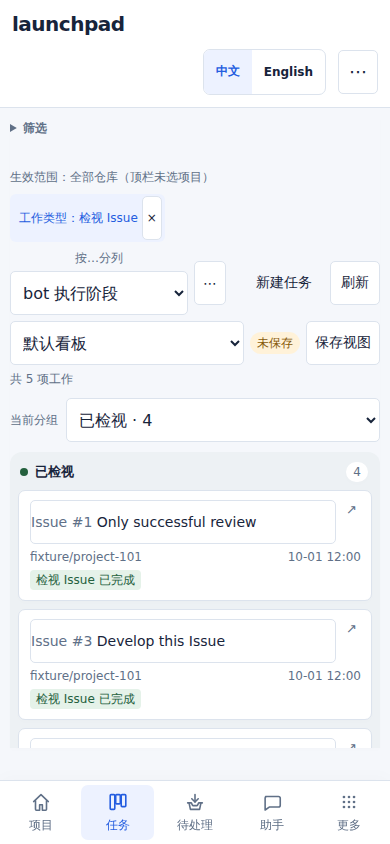 launchpad
中文 English ⋯
筛选
生效范围：全部仓库（顶栏未选项目）
工作类型：检视 Issue ×
按…分列
bot 执行阶段 … 新建任务 刷新
默认看板 未保存 保存视图
共 5 项工作
当前分组 已检视 · 4
已检视 4
Issue #1 Only successful review ↗
fixture/project-101 10-01 12:00
检视 Issue 已完成
Issue #3 Develop this Issue ↗
fixture/project-101 10-01 12:00
检视 Issue 已完成
项目 任务 待处理 助手 更多